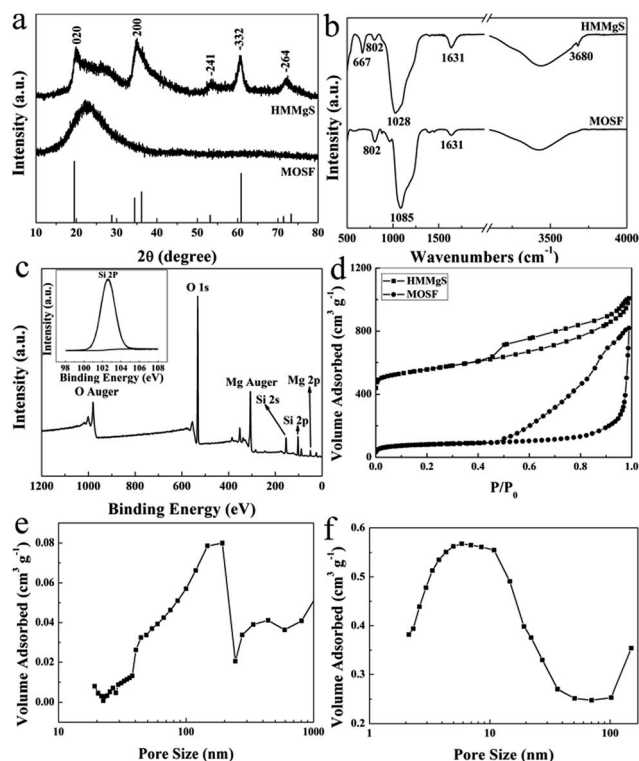 a
020
200
-241
-332
-264
HMMgS
MOSF
Intensity (a.u.)
10 20 30 40 50 60 70 80
2θ (degree)
b
HMMgS
667
802
1028
1631
3680
MOSF
802
1085
1631
Intensity (a.u.)
500 1000 1500 3500 4000
Wavenumbers (cm⁻¹)
c
Si 2P
Intensity (a.u.)
98 100 102 104 106 108
Binding Energy (eV)
O 1s
O Auger
Mg Auger
Si 2s
Si 2p
Mg 2p
Intensity (a.u.)
1200 1000 800 600 400 200 0
Binding Energy (eV)
d
HMMgS
MOSF
Volume Adsorbed (cm³ g⁻¹)
1200
800
400
0
0.0 0.2 0.4 0.6 0.8 1.0
P/P₀
e
Volume Adsorbed (cm³ g⁻¹)
0.08
0.06
0.04
0.02
0.00
10 100 1000
Pore Size (nm)
f
Volume Adsorbed (cm³ g⁻¹)
0.6
0.5
0.4
0.3
0.2
1 10 100
Pore Size (nm)